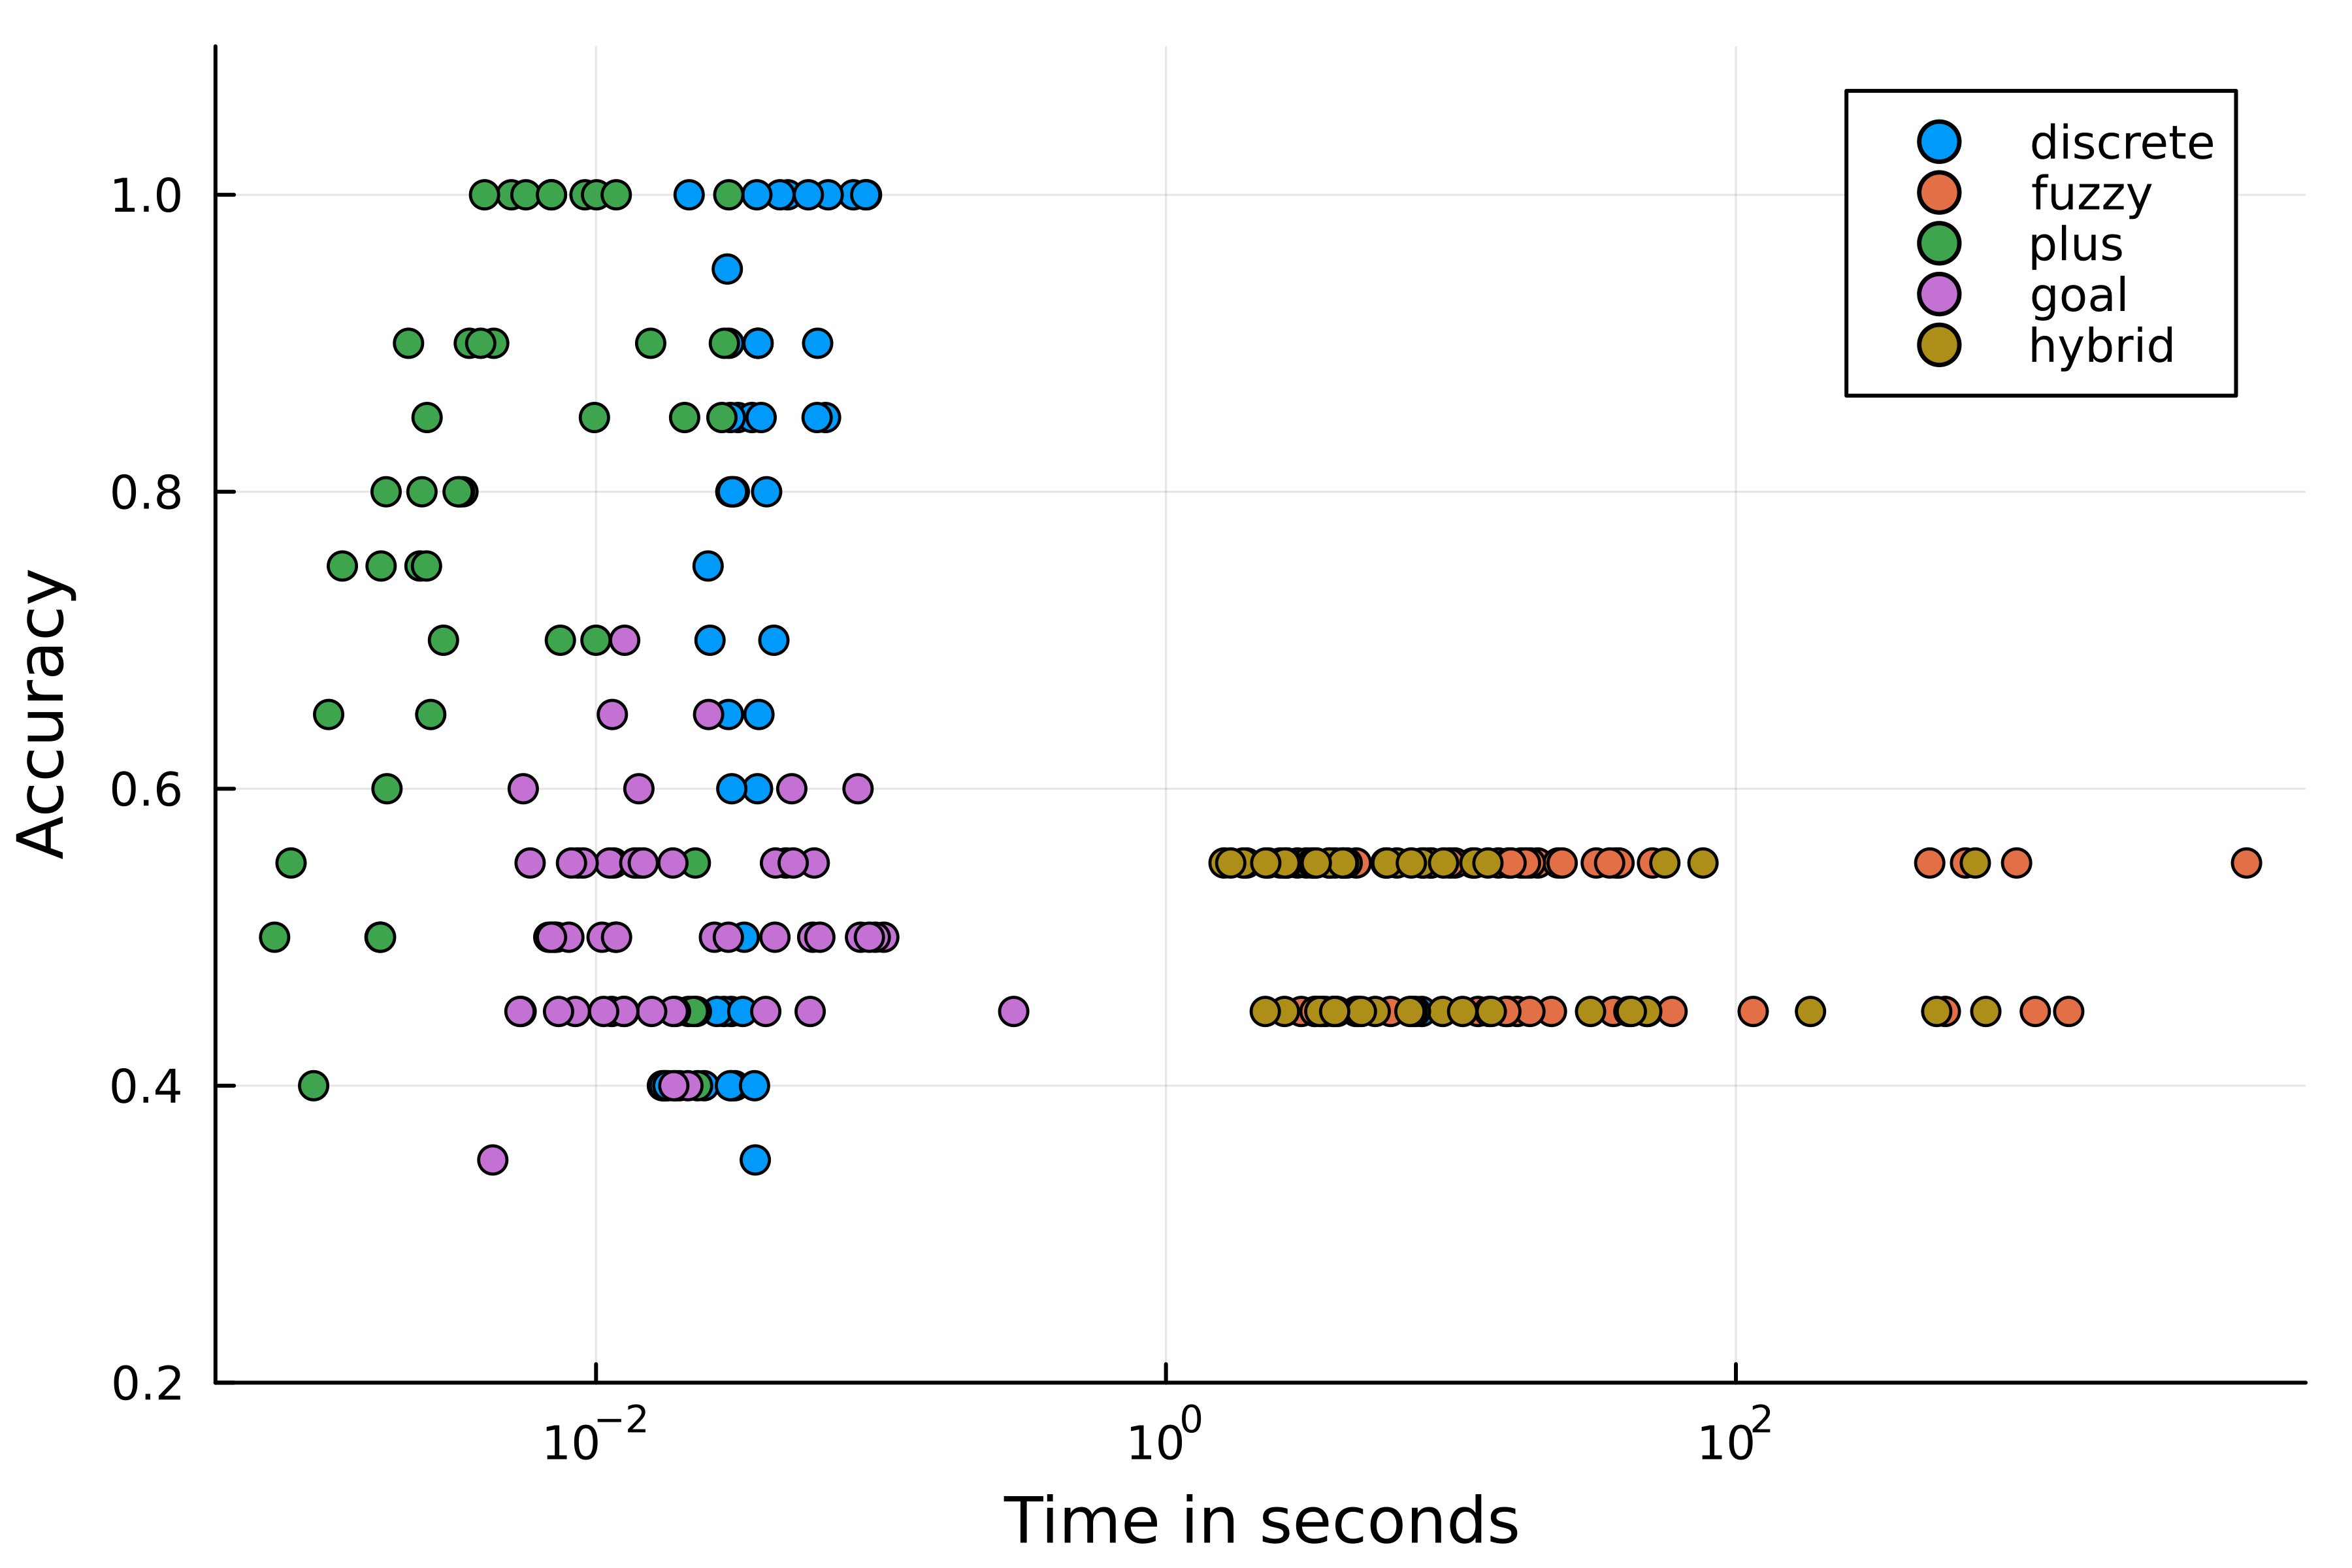 discrete
fuzzy
plus
goal
hybrid
1.0
0.8
0.6
0.4
0.2
Accuracy
10⁻² 10⁰ 10²
Time in seconds